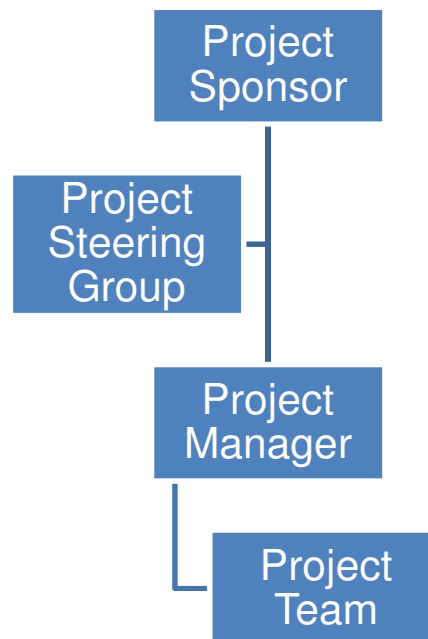 Project
Sponsor
Project
Steering
Group
Project
Manager
Project
Team